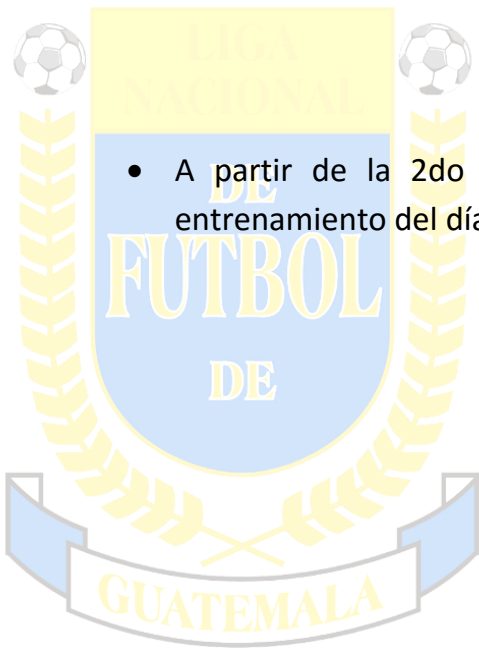 LIGA
NACIONAL
• A partir de la 2do
DE
entrenamiento del día
FUTBOL
DE
GUATEMALA